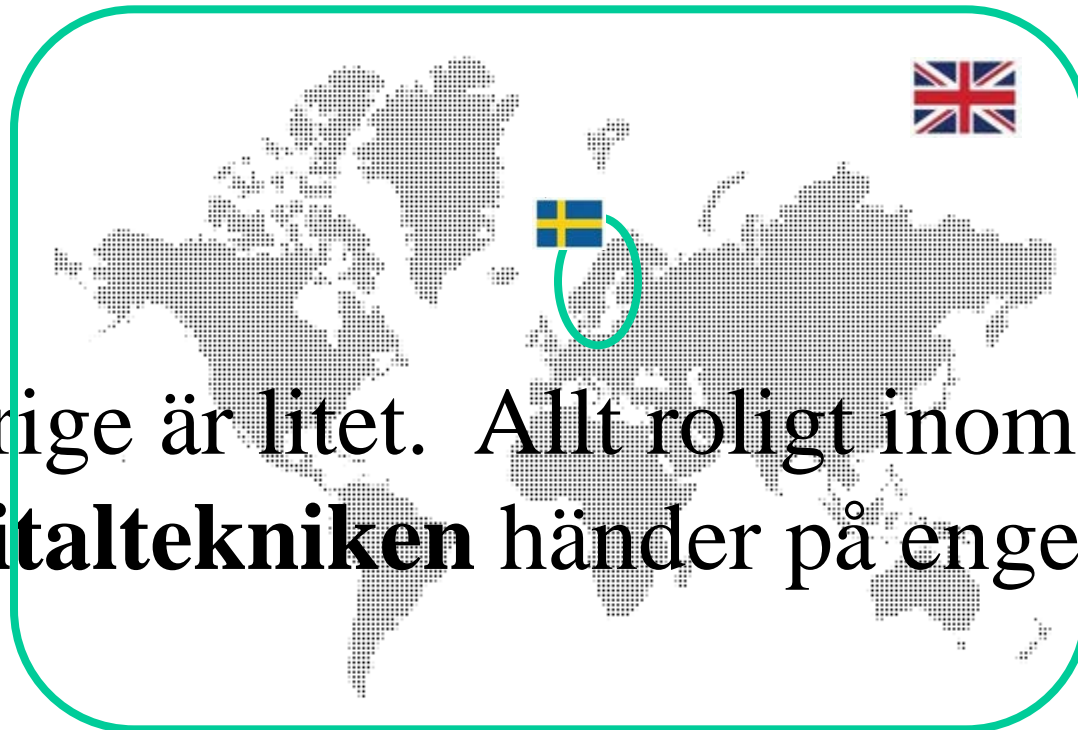 rige är litet. Allt roligt inom
italtekniken händer på enge